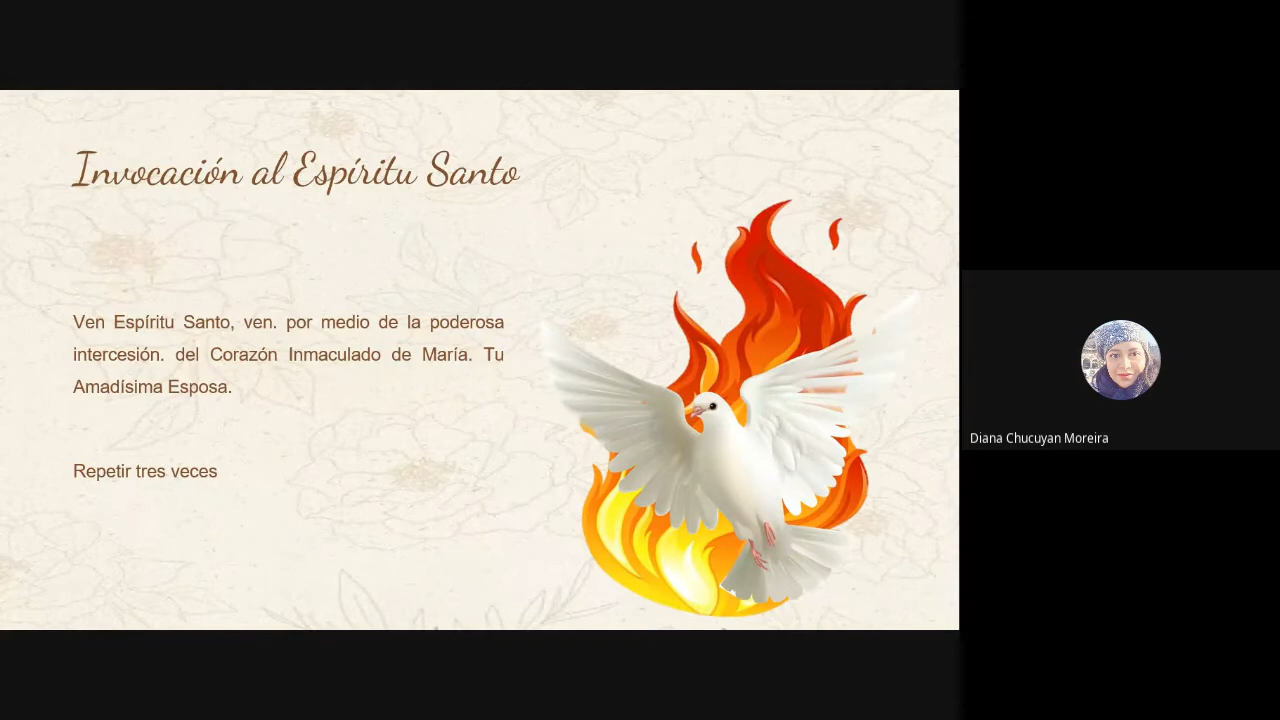 Invocación al Espíritu Santo
Ven Espíritu Santo, ven. por medio de la poderosa
intercesión. del Corazón Inmaculado de María. Tu
Amadísima Esposa.
Repetir tres veces
Diana Chucuyan Moreira